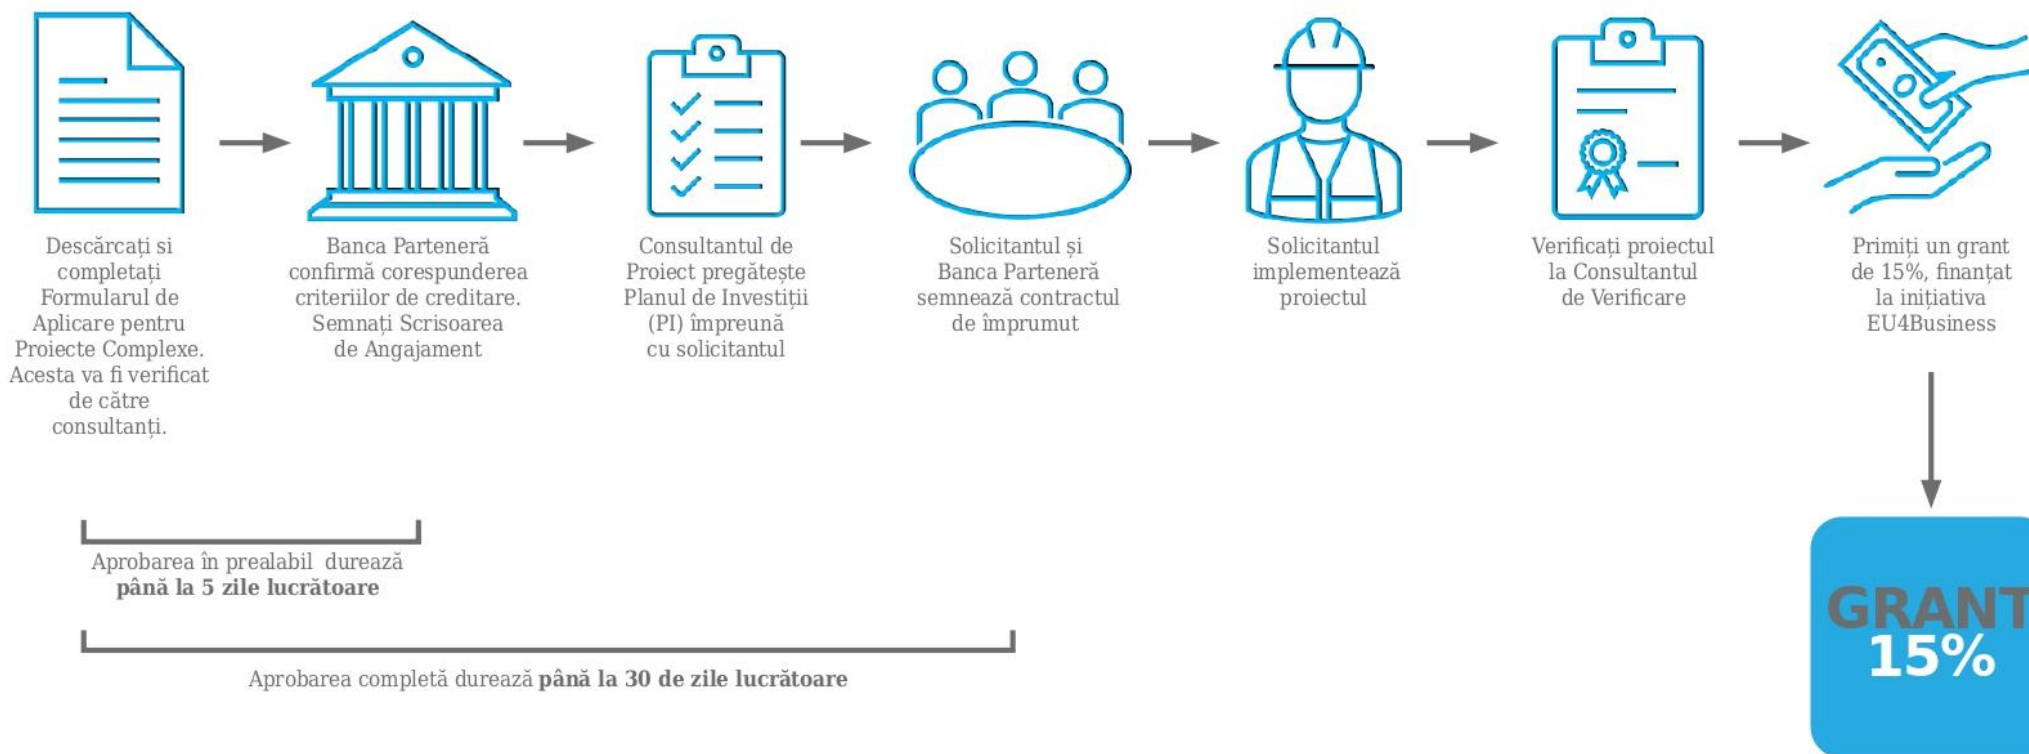 Descărcați si
completați
Formularul de
Aplicare pentru
Proiecte Complexe.
Acesta va fi verificat
de către
consultanți.
Banca Parteneră
confirmă corespunderea
criteriilor de creditare.
Semnați Scrisoarea
de Angajament
Consultantul de
Proiect pregătește
Planul de Investiții
(PI) împreună
cu solicitantul
Solicitantul și
Banca Parteneră
semnează contractul
de împrumut
Solicitantul
implementează
proiectul
Verificați proiectul
la Consultantul
de Verificare
Primiți un grant
de 15%, finanțat
la inițiativa
EU4Business
Aprobarea în prealabil durează
până la 5 zile lucrătoare
Aprobarea completă durează până la 30 de zile lucrătoare
GRANT
15%